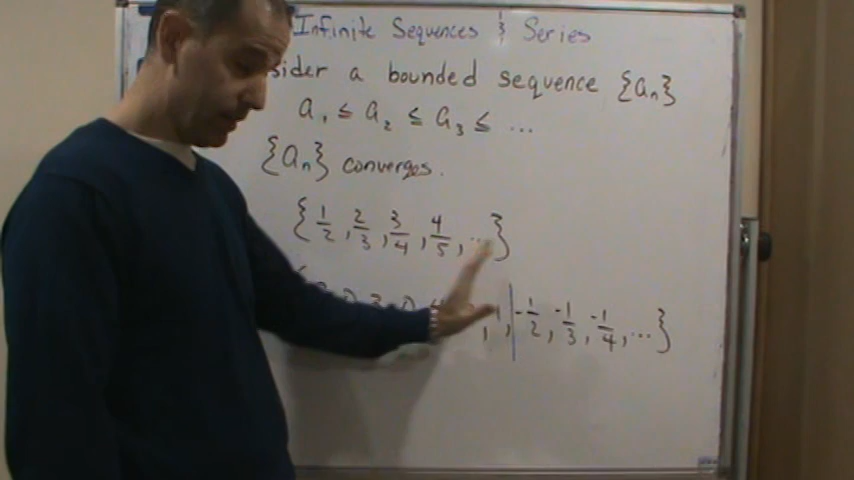 Infinite Sequences & Series
a bounded sequence {aₙ}
a₁ ≤ a₂ ≤ a₃ ≤ ...
{aₙ} converges.
{1/2, 2/3, 3/4, 4/5, ...}
-1/2, -1/3, -1/4, ...}